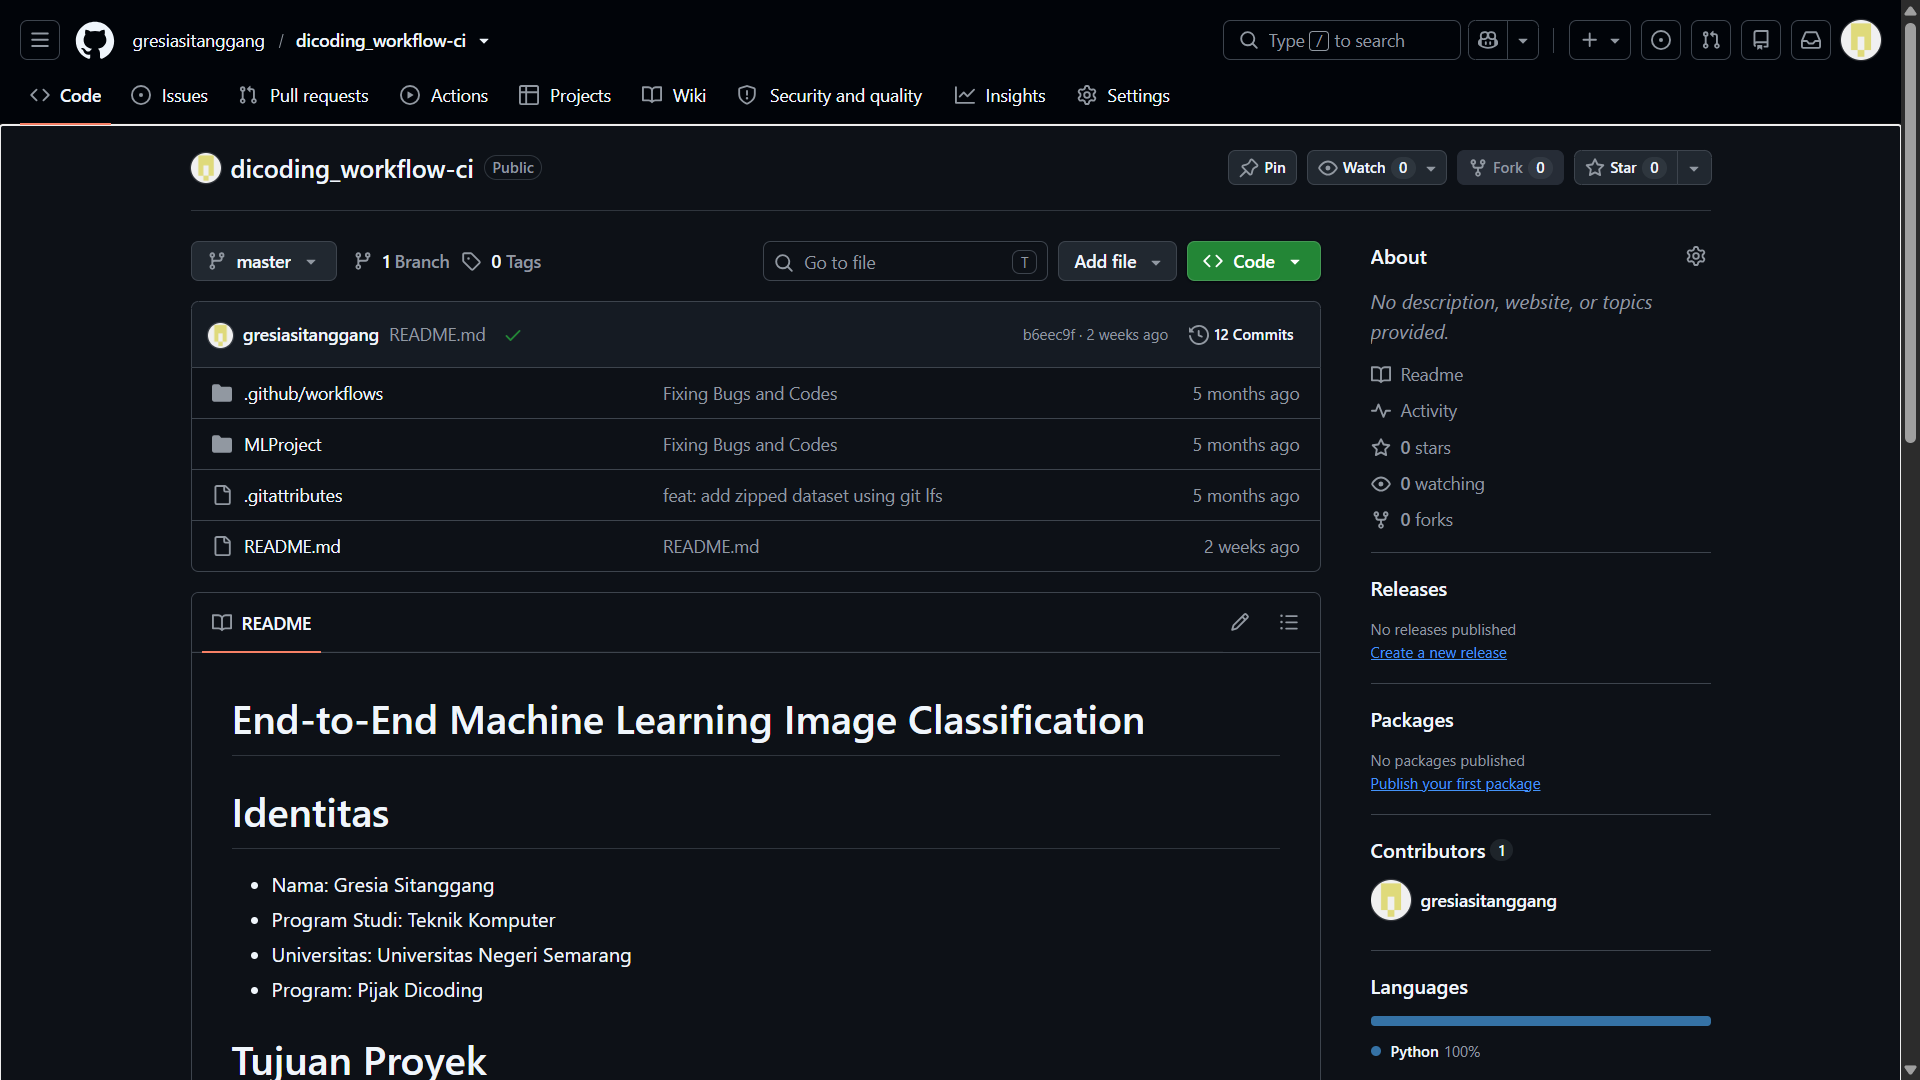 gresiasitanggang / dicoding_workflow-ci
Type / to search
Code
Issues
Pull requests
Actions
Projects
Wiki
Security and quality
Insights
Settings
dicoding_workflow-ci Public
Pin
Watch 0
Fork 0
Star 0
master
1 Branch
0 Tags
Go to file T
Add file
Code
gresiasitanggang README.md b6eec9f · 2 weeks ago 12 Commits
.github/workflows Fixing Bugs and Codes 5 months ago
MLProject Fixing Bugs and Codes 5 months ago
.gitattributes feat: add zipped dataset using git lfs 5 months ago
README.md README.md 2 weeks ago
README
End-to-End Machine Learning Image Classification
Identitas
• Nama: Gresia Sitanggang
• Program Studi: Teknik Komputer
• Universitas: Universitas Negeri Semarang
• Program: Pijak Dicoding
Tujuan Proyek
About
No description, website, or topics
provided.
Readme
Activity
0 stars
0 watching
0 forks
Releases
No releases published
Create a new release
Packages
No packages published
Publish your first package
Contributors 1
gresiasitanggang
Languages
Python 100%